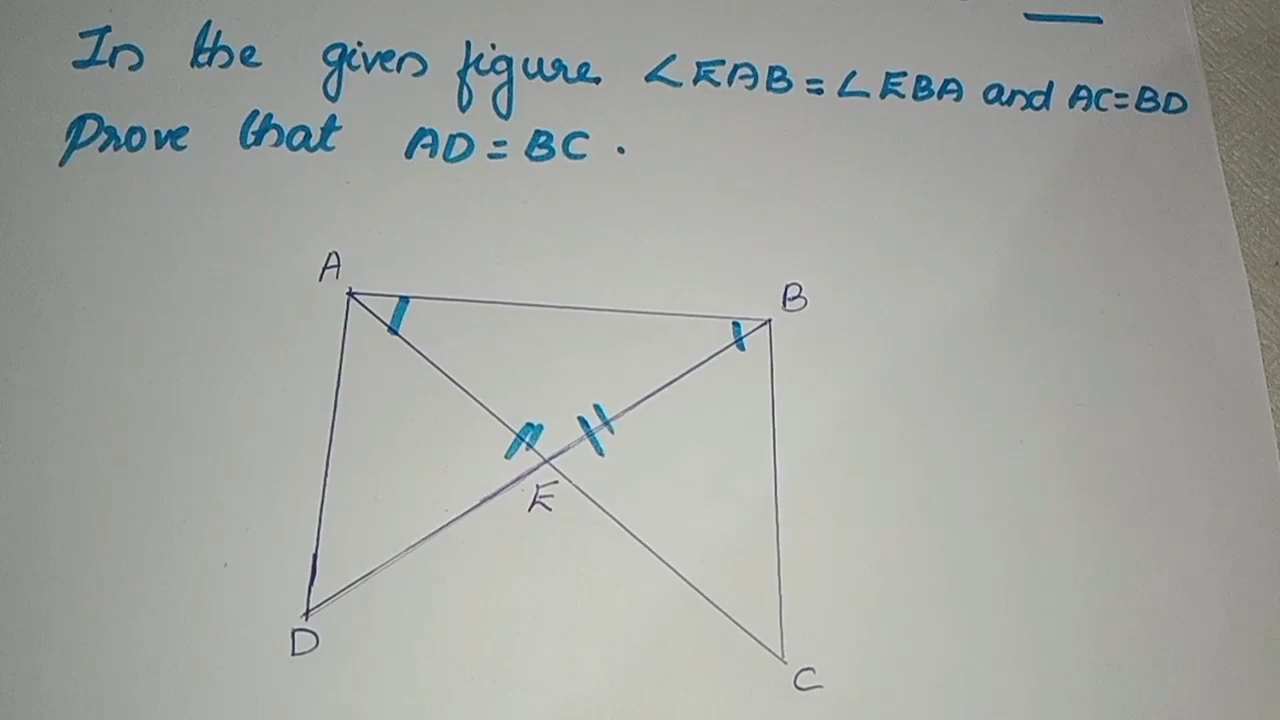 In the given figure ∠EAB=∠EBA and AC=BD
Prove that AD=BC.
A
B
E
D
C